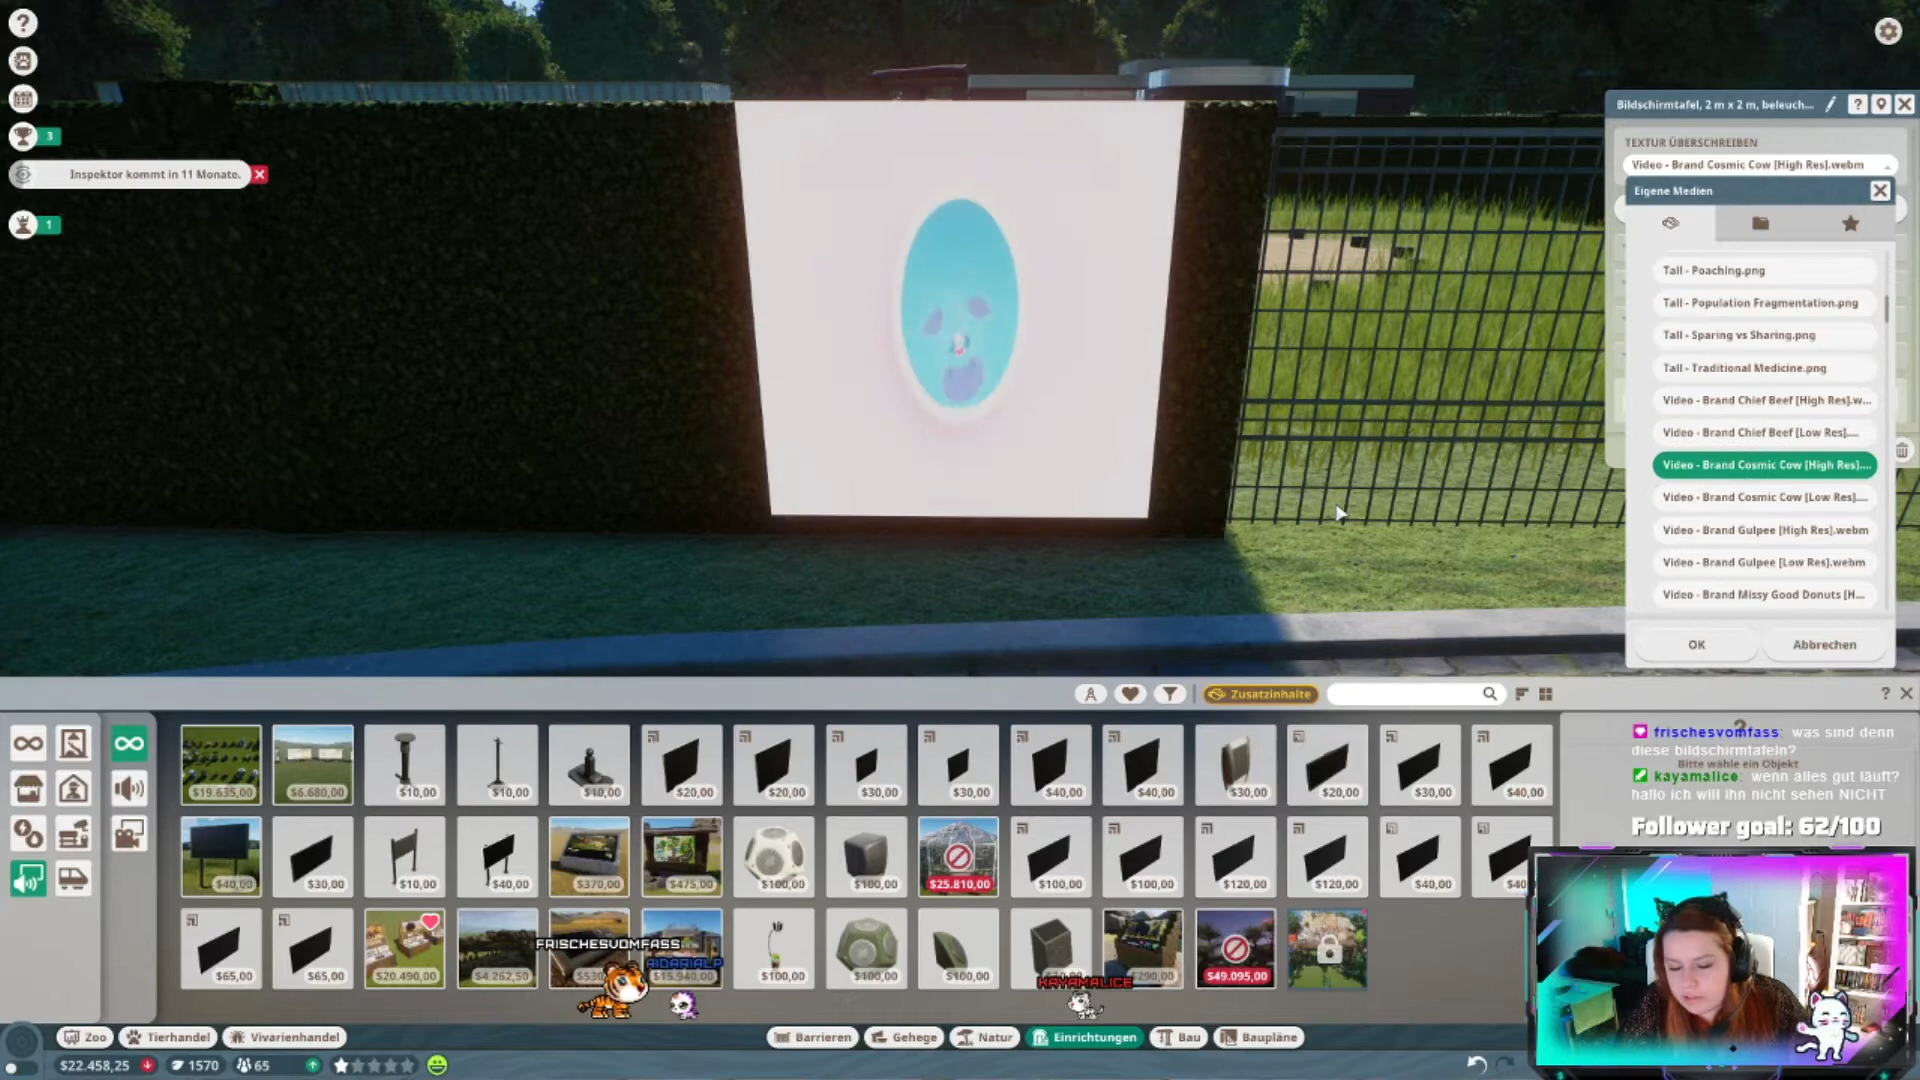 ?
3
Inspektor kommt in 11 Monate.
1
Bildschirmtafel, 2 m x 2 m, beleuch...
?
TEXTUR ÜBERSCHREIBEN
Video - Brand Cosmic Cow [High Res].webm
Eigene Medien
Tall - Poaching.png
Tall - Population Fragmentation.png
Tall - Sparing vs Sharing.png
Tall - Traditional Medicine.png
Video - Brand Chief Beef [High Res].w...
Video - Brand Chief Beef [Low Res]....
Video - Brand Cosmic Cow [High Res]....
Video - Brand Cosmic Cow [Low Res]....
Video - Brand Gulpee [High Res].webm
Video - Brand Gulpee [Low Res].webm
Video - Brand Missy Good Donuts [H...
OK Abbrechen
Zusatzinhalte
?
$19.635,00 $6.680,00 $10,00 $10,00 $10,00 $20,00 $20,00 $30,00 $30,00 $40,00 $40,00 $30,00 $20,00 $30,00 $40,00
$40,00 $30,00 $10,00 $40,00 $370,00 $475,00 $100,00 $100,00 $25.810,00 $100,00 $100,00 $120,00 $120,00 $40,00 $40
$65,00 $65,00 $20.490,00 $4.262,50 $100,00 $100,00 $100,00 $290,00 $49.095,00
FRISCHESVOMFASS
AIDARIALP
KAYAMALICE
?
frischesvomfass: was sind denn
diese bildschirmtafeln?
Bitte wähle ein Objekt
kayamalice: wenn alles gut läuft?
hallo ich will ihn nicht sehen NICHT
Follower goal: 62/100
Zoo Tierhandel Vivarienhandel Barrieren Gehege Natur Einrichtungen Bau Baupläne
$22.458,25 1570 65